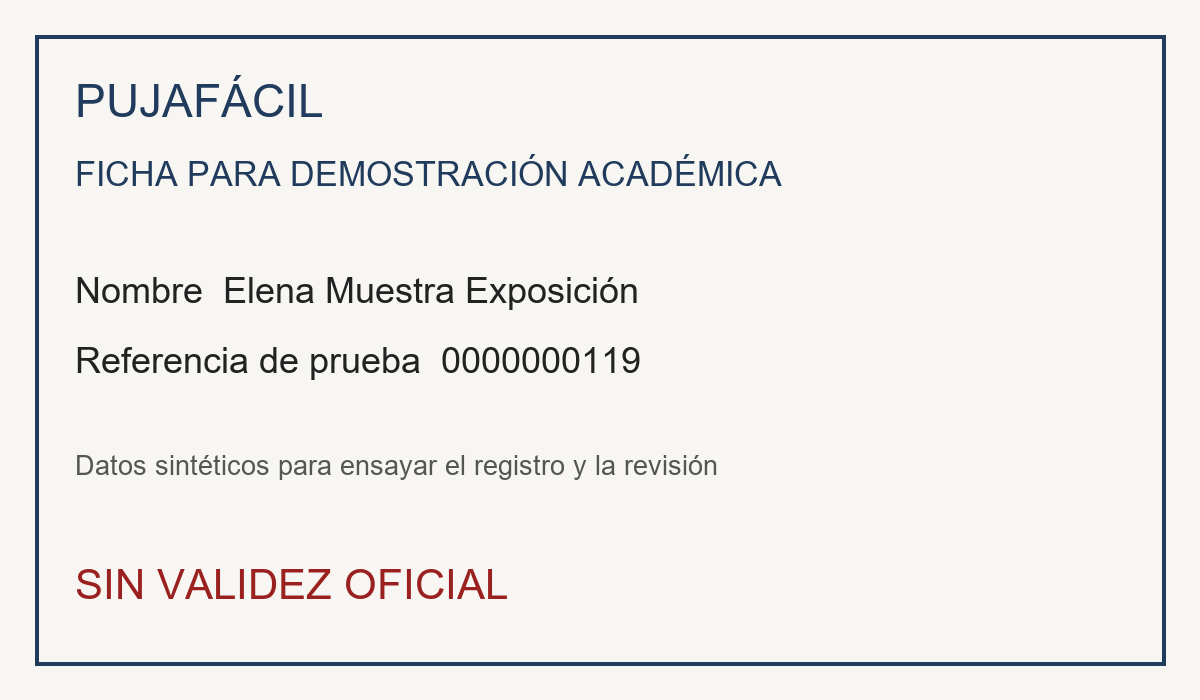 PUJAFÁCIL
FICHA PARA DEMOSTRACIÓN ACADÉMICA
Nombre  Elena Muestra Exposición
Referencia de prueba  0000000119
Datos sintéticos para ensayar el registro y la revisión
SIN VALIDEZ OFICIAL